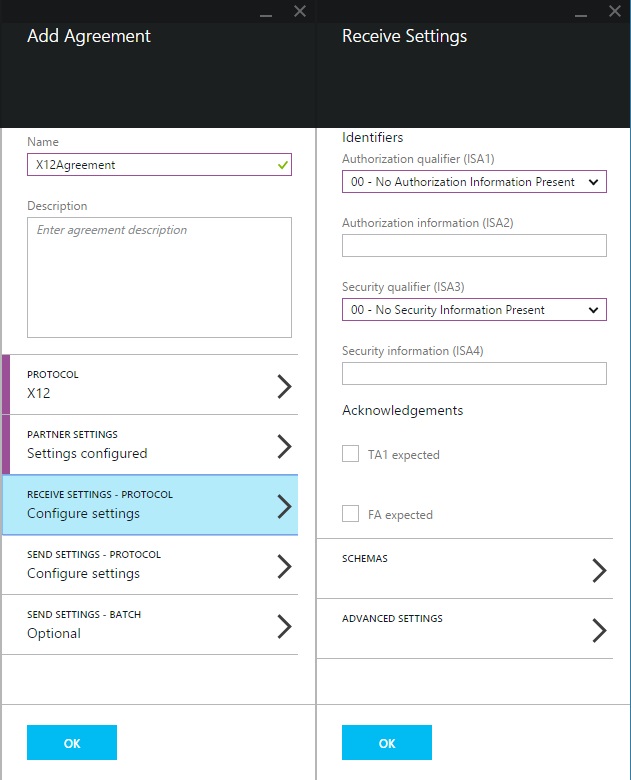 Add Agreement
Name
X12Agreement
Description
Enter agreement description
PROTOCOL
X12
PARTNER SETTINGS
Settings configured
RECEIVE SETTINGS - PROTOCOL
Configure settings
SEND SETTINGS - PROTOCOL
Configure settings
SEND SETTINGS - BATCH
Optional
OK
Receive Settings
Identifiers
Authorization qualifier (ISA1)
00 - No Authorization Information Present
Authorization information (ISA2)
Security qualifier (ISA3)
00 - No Security Information Present
Security information (ISA4)
Acknowledgements
TA1 expected
FA expected
SCHEMAS
ADVANCED SETTINGS
OK